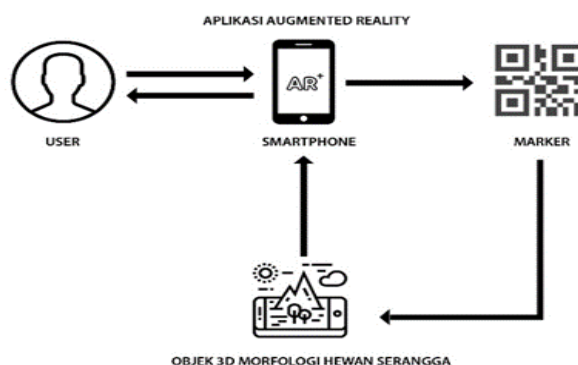 APLIKASI AUGMENTED REALITY
AR+
USER
SMARTPHONE
MARKER
OBJEK 3D MORFOLOGI HEWAN SERANGGA